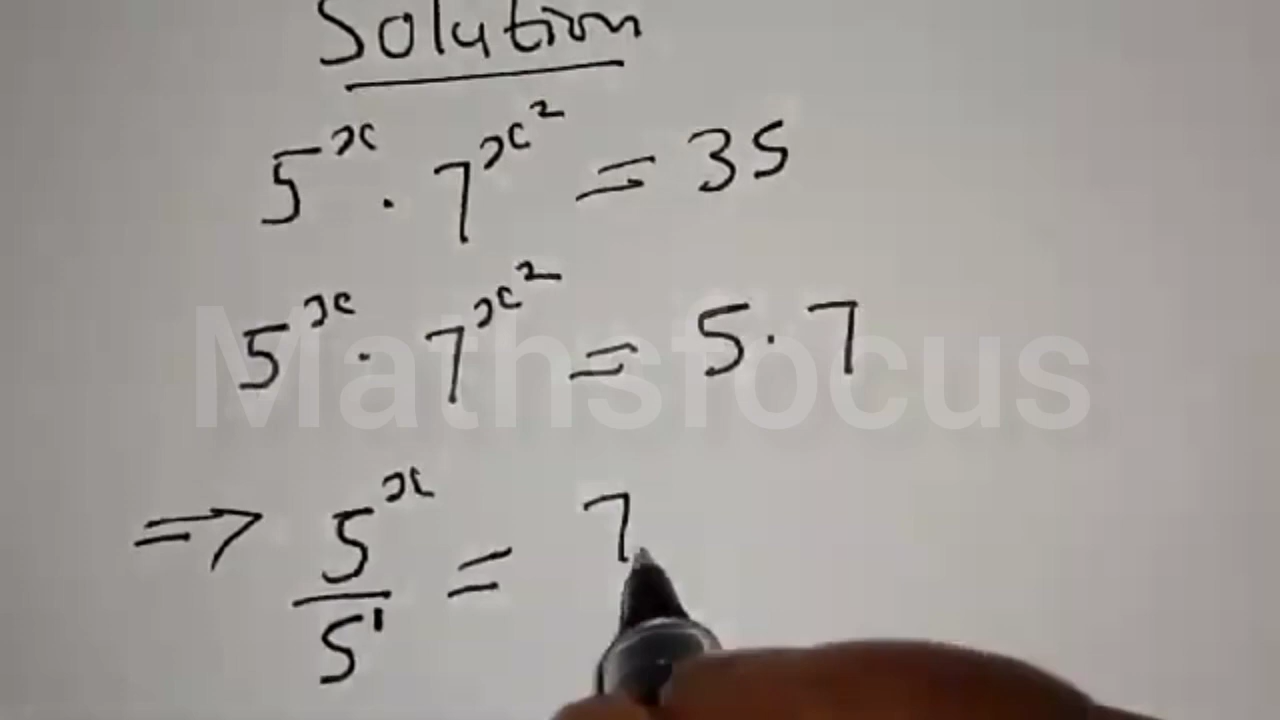 Solution
5^x · 7^x² = 35
5^x · 7^x² = 5·7
Mathsfocus
⇒ 5^x/5^1 = 7